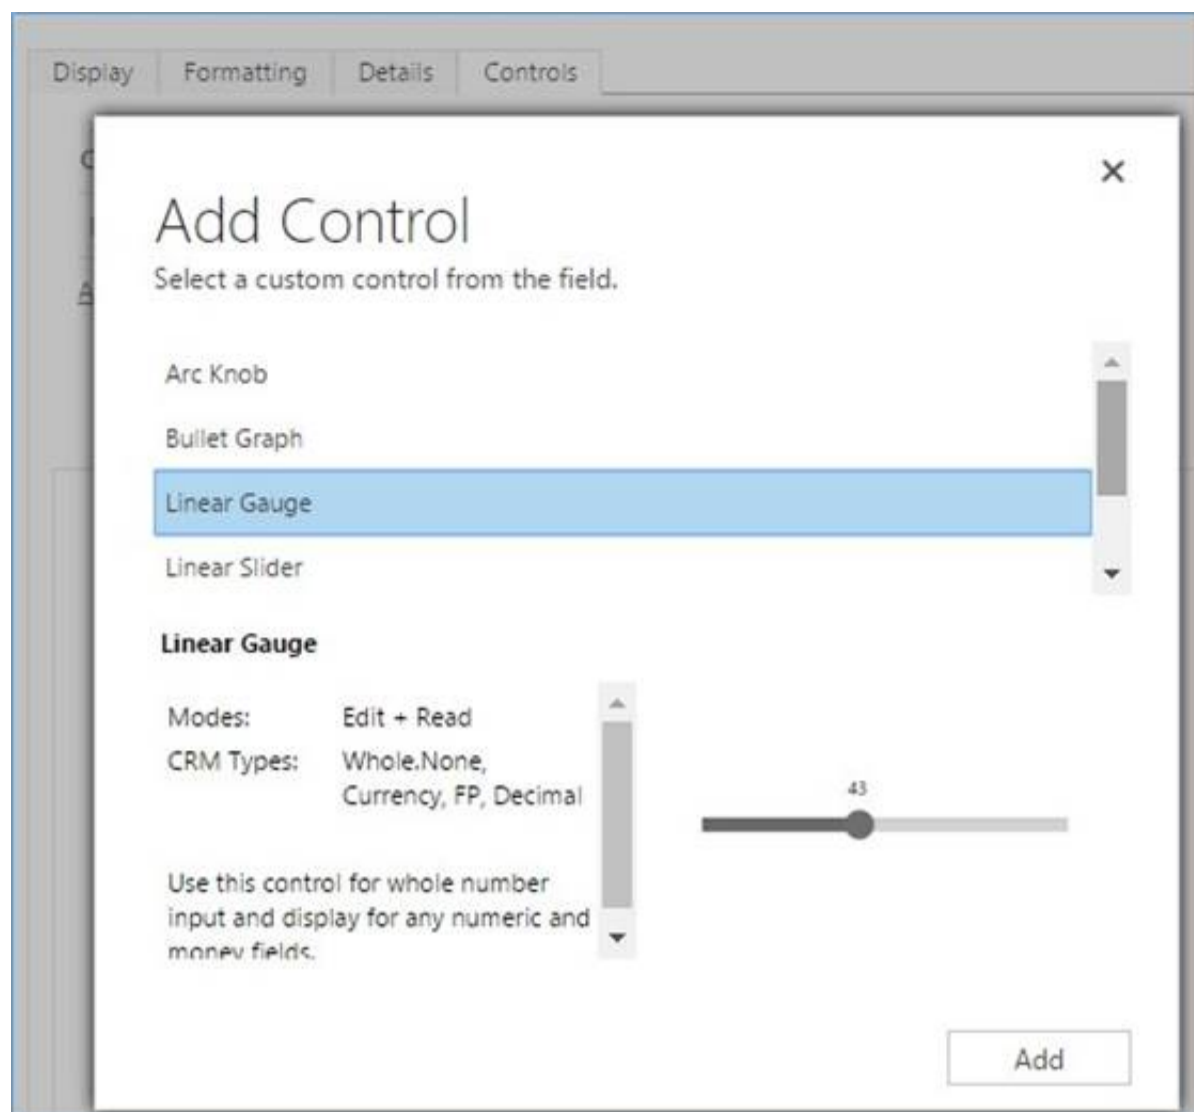 Display Formatting Details Controls
Add Control
Select a custom control from the field.
Arc Knob
Bullet Graph
Linear Gauge
Linear Slider
Linear Gauge
Modes: Edit + Read
CRM Types: Whole.None,
Currency, FP, Decimal
43
Use this control for whole number
input and display for any numeric and
money fields.
Add